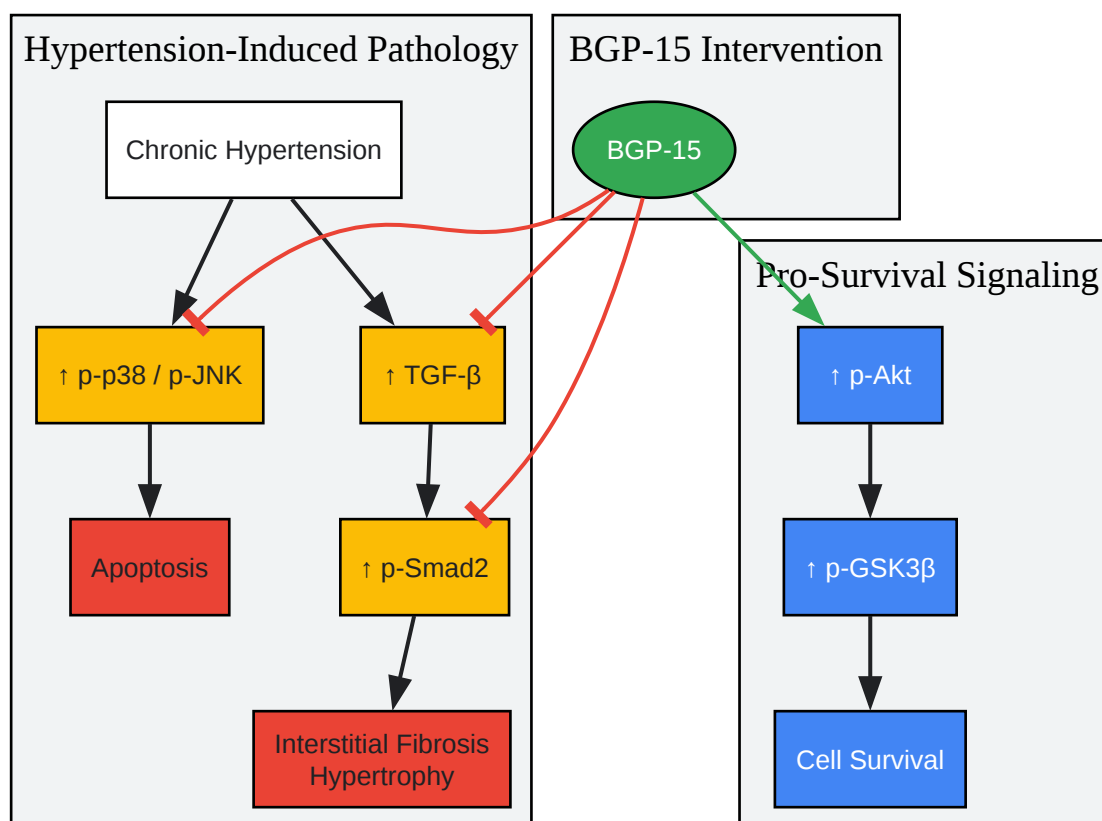 Hypertension-Induced Pathology
Chronic Hypertension
↑ p-p38 / p-JNK
↑ TGF-β
Apoptosis
↑ p-Smad2
Interstitial Fibrosis
Hypertrophy
BGP-15 Intervention
BGP-15
Pro-Survival Signaling
↑ p-Akt
↑ p-GSK3β
Cell Survival